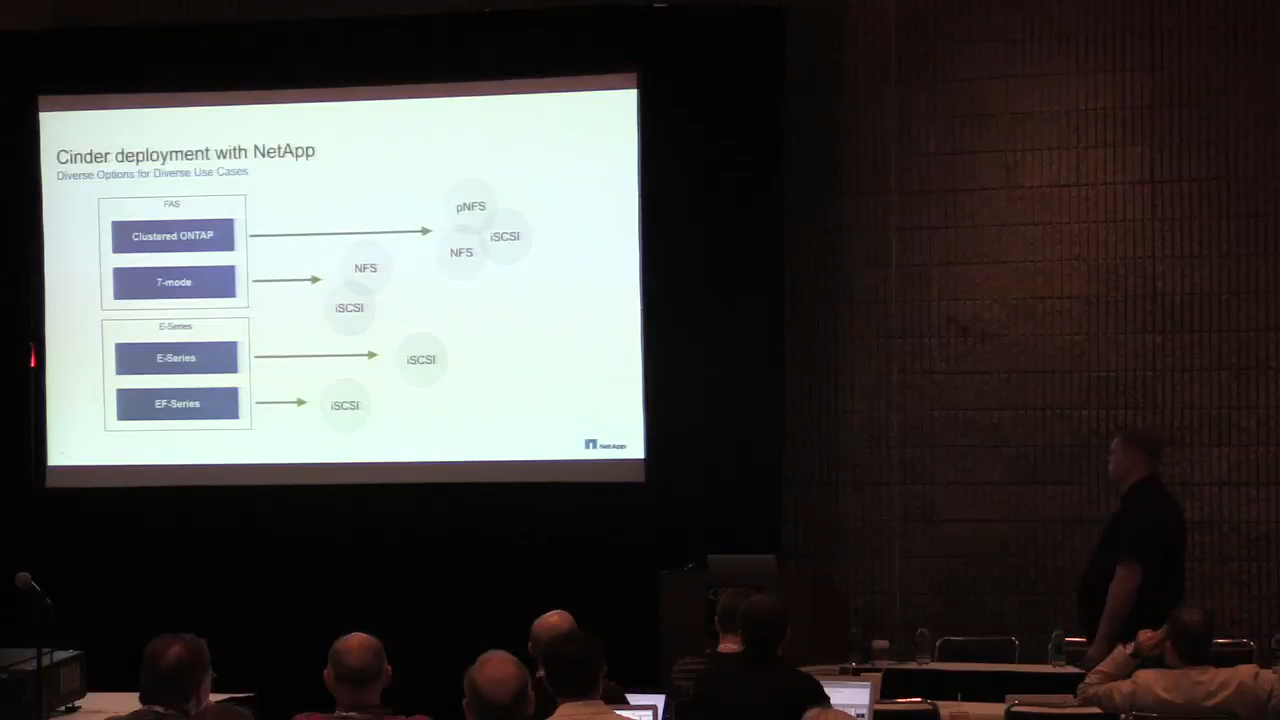 Cinder deployment with NetApp
Diverse Options for Diverse Use Cases
FAS
Clustered ONTAP
7-mode
pNFS
iSCSI
NFS
NFS
iSCSI
E-Series
E-Series
iSCSI
EF-Series
iSCSI
NetApp